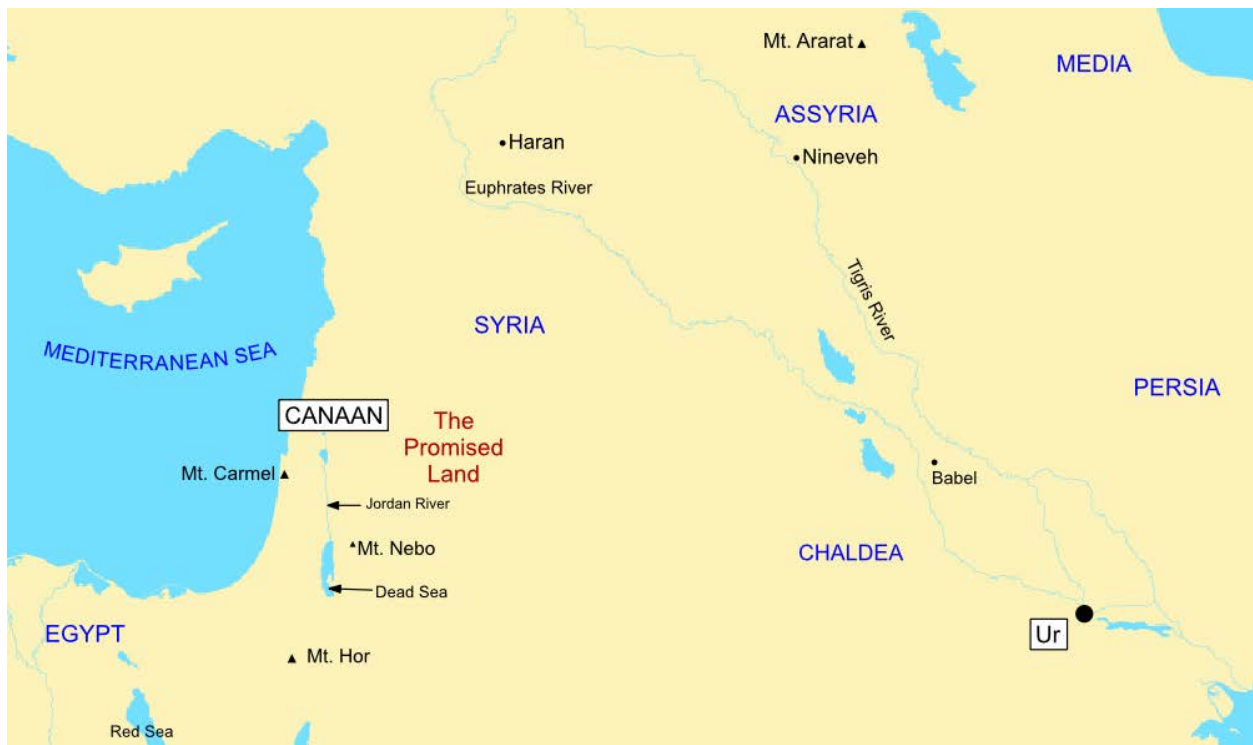 Mt. Ararat
MEDIA
ASSYRIA
Haran
Nineveh
Euphrates River
Tigris River
SYRIA
MEDITERRANEAN SEA
PERSIA
CANAAN
The
Promised
Land
Mt. Carmel
Babel
Jordan River
Mt. Nebo
CHALDEA
Dead Sea
EGYPT
Ur
Mt. Hor
Red Sea